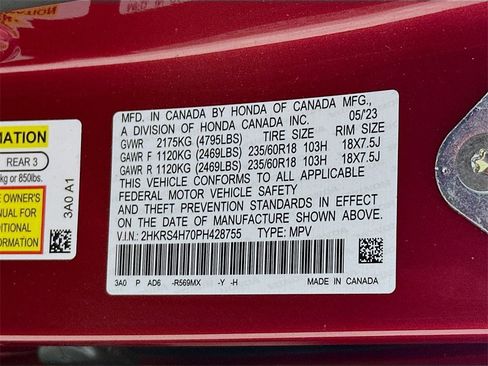 MFD. IN CANADA BY HONDA OF CANADA MFG.,
A DIVISION OF HONDA CANADA INC. 05/23
GVWR 2175KG (4795LBS) TIRE SIZE RIM SIZE
GAWR F 1120KG (2469LBS) 235/60R18 103H 18X7.5J
GAWR R 1120KG (2469LBS) 235/60R18 103H 18X7.5J
THIS VEHICLE CONFORMS TO ALL APPLICABLE
FEDERAL MOTOR VEHICLE SAFETY
AND THEFT PREVENTION STANDARDS IN EFFECT
ON THE DATE OF MANUFACTURE SHOWN ABOVE.
V.I.N.: 2HKRS4H70PH428755 TYPE: MPV
3A0 P AD6 -R569MX -Y -H MADE IN CANADA
RMATION
REAR 3
kg or 850lbs.
OWNER'S
NUAL FOR
DITIONAL
ORMATION
3A0 A1